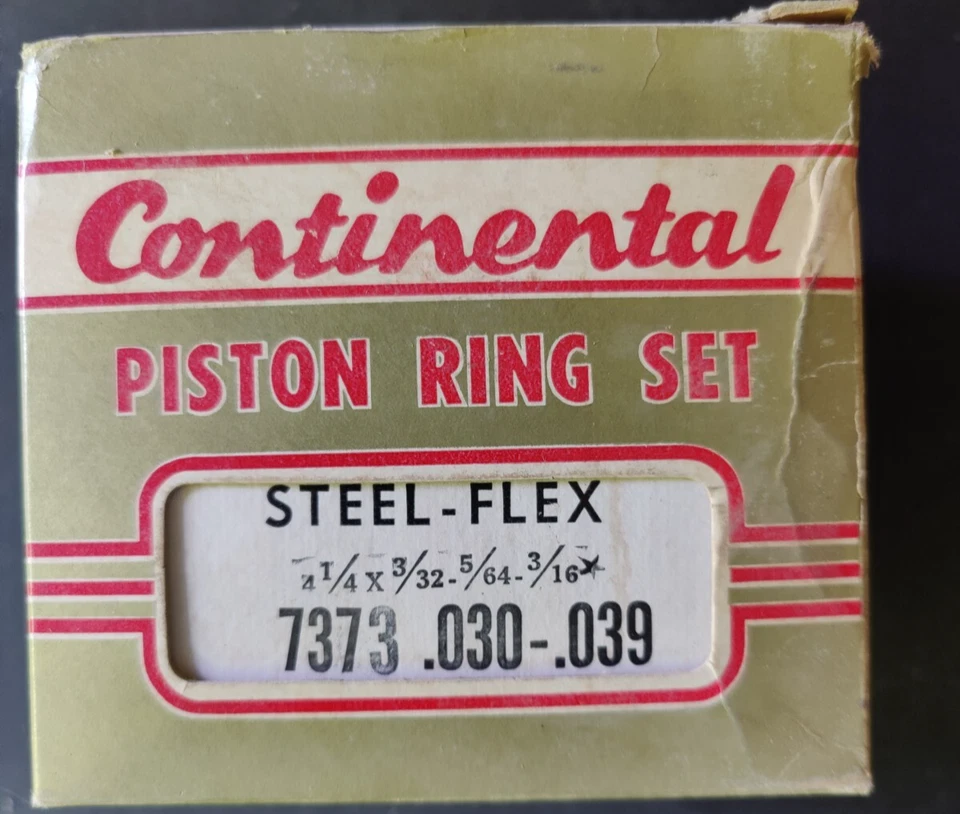 Continental
PISTON RING SET
STEEL-FLEX
4 1/4 X 3/32-5/64-3/16*
7373 .030-.039